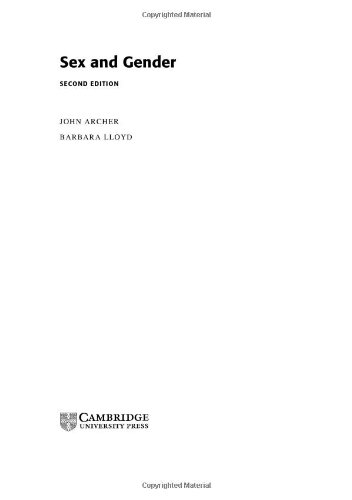 Copyrighted Material
Sex and Gender
SECOND EDITION
JOHN ARCHER
BARBARA LLOYD
CAMBRIDGE
UNIVERSITY PRESS
Copyrighted Material